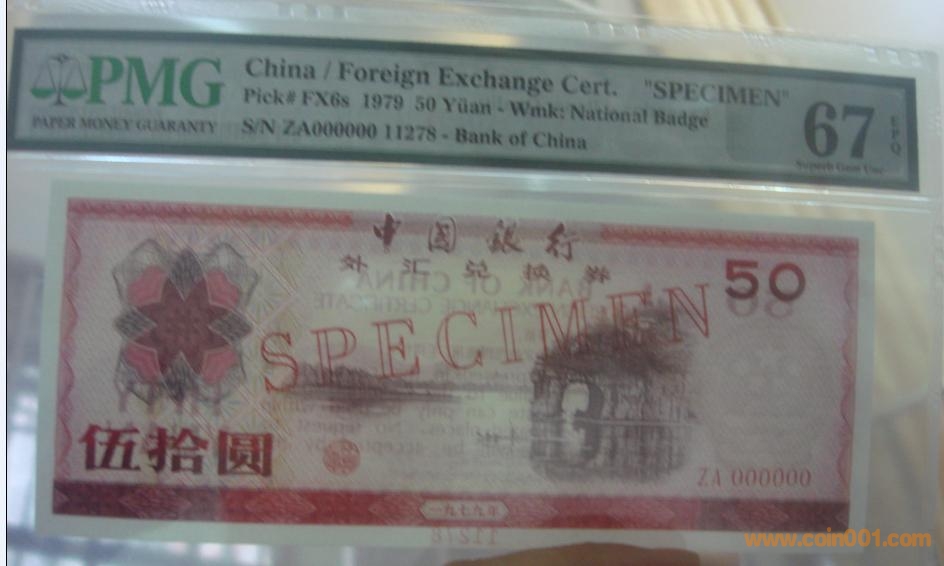 PMG
PAPER MONEY GUARANTY
China / Foreign Exchange Cert. "SPECIMEN"
Pick# FX6s 1979 50 Yüan - Wmk: National Badge
S/N ZA000000 11278 - Bank of China
67
EPQ
Superb Gem Unc
中国银行
外汇兑换券
50
SPECIMEN
伍拾圆
ZA 000000
一九七九年
11278
www.coin001.com